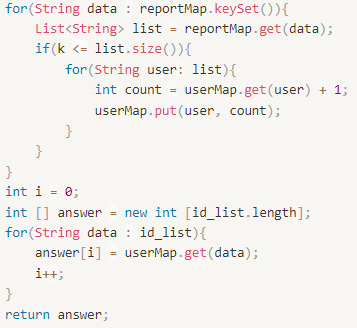 for(String data : reportMap.keySet()){
    List<String> list = reportMap.get(data);
    if(k <= list.size()){
        for(String user: list){
            int count = userMap.get(user) + 1;
            userMap.put(user, count);
        }
    }
}
int i = 0;
int [] answer = new int [id_list.length];
for(String data : id_list){
    answer[i] = userMap.get(data);
    i++;
}
return answer;